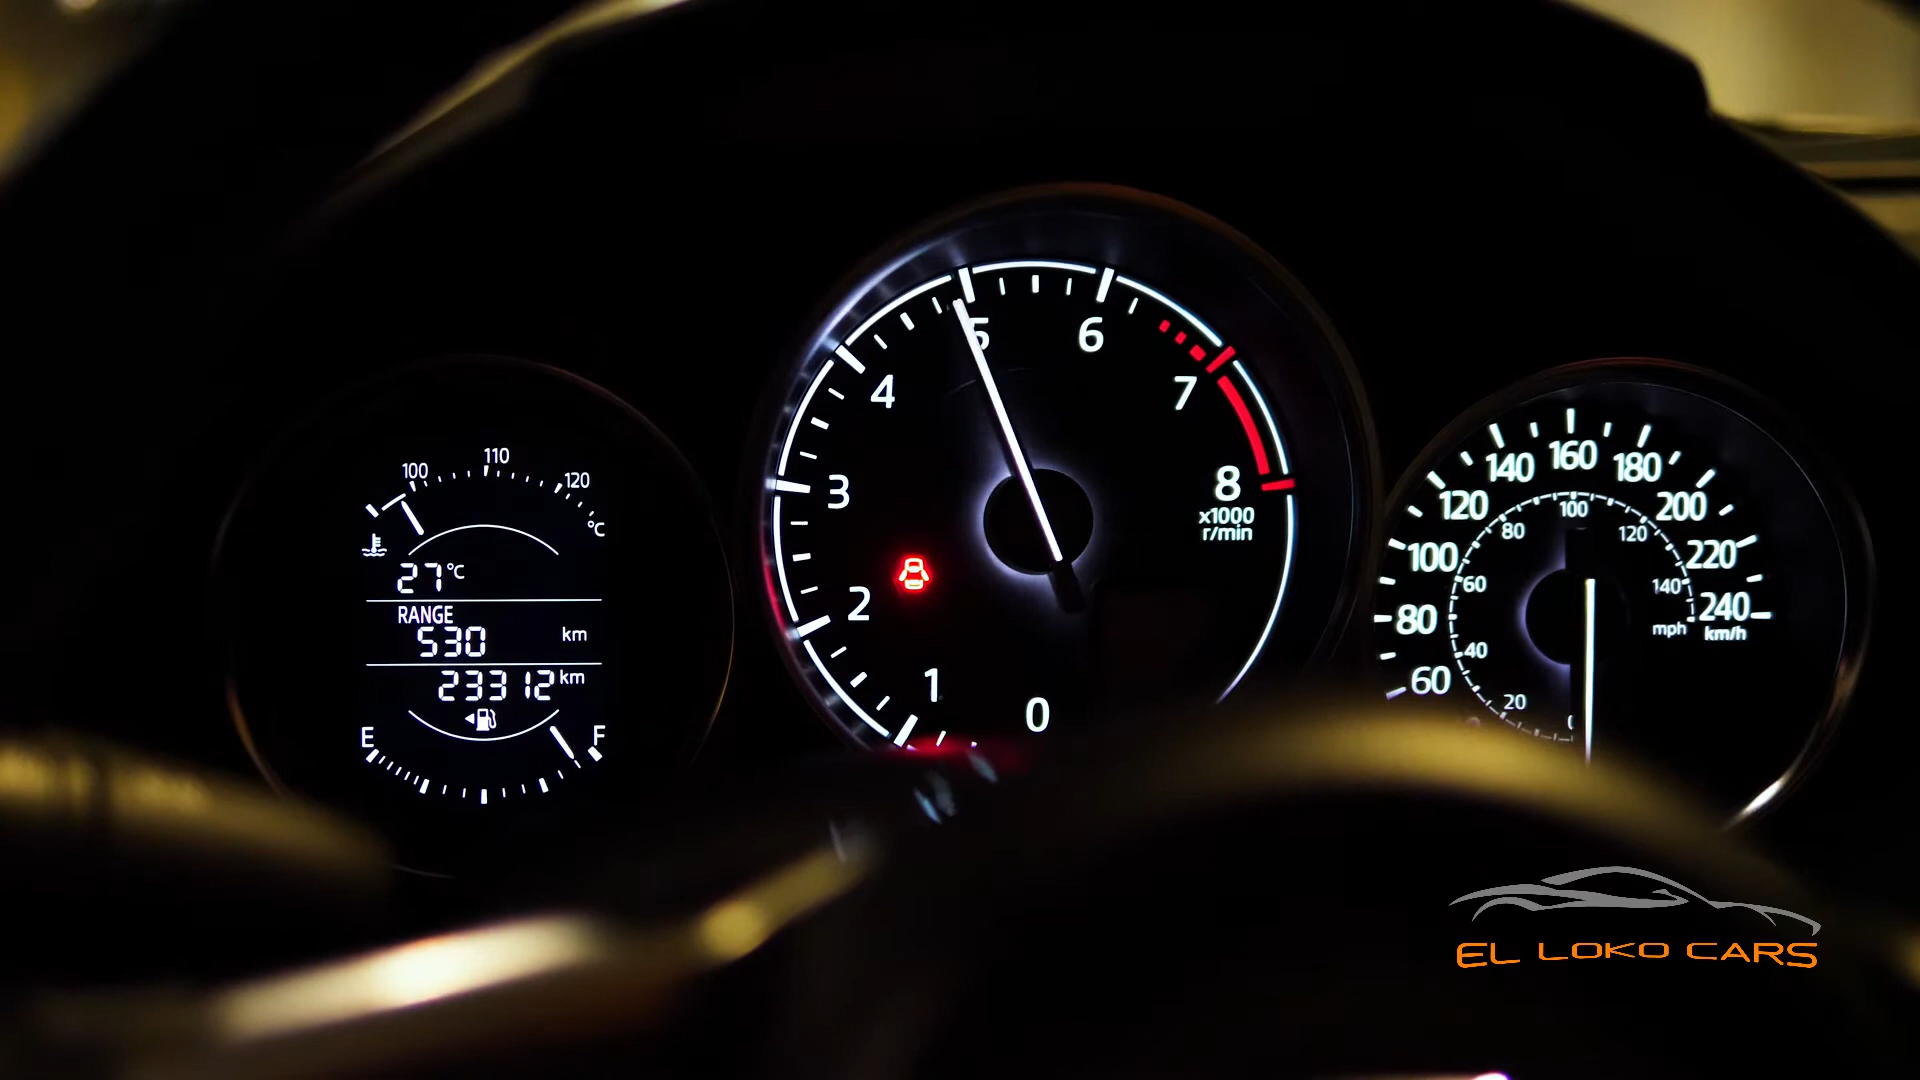 100
110
120
°C
27°C
RANGE
530 km
23312 km
E
F
0
1
2
3
4
5
6
7
8
x1000
r/min
60
80
100
120
140
160
180
200
220
240
km/h
20
40
60
80
100
120
140
mph
EL LOKO CARS